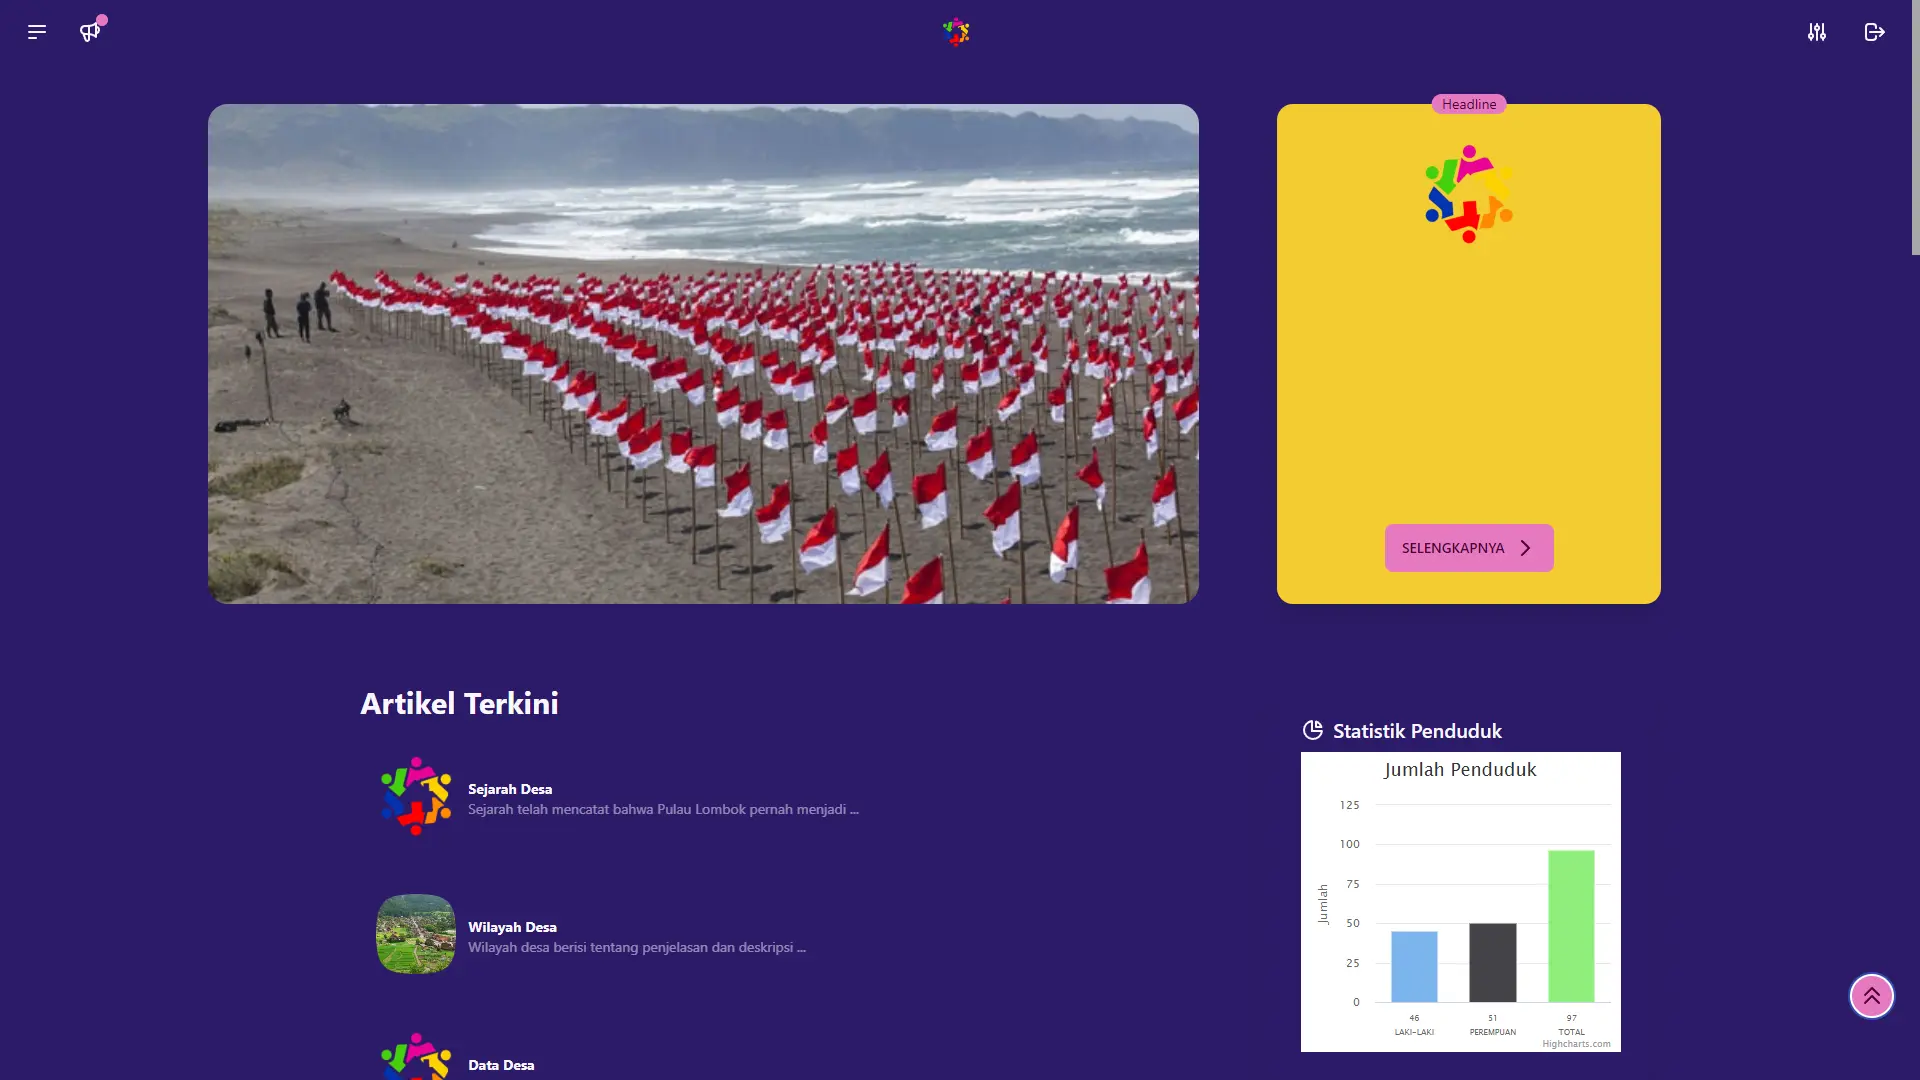 Headline
SELENGKAPNYA
Artikel Terkini
Sejarah Desa
Sejarah telah mencatat bahwa Pulau Lombok pernah menjadi ...
Wilayah Desa
Wilayah desa berisi tentang penjelasan dan deskripsi ...
Data Desa
Statistik Penduduk
Jumlah Penduduk
Jumlah
125
100
75
50
25
0
46 51 97
LAKI-LAKI PEREMPUAN TOTAL
Highcharts.com